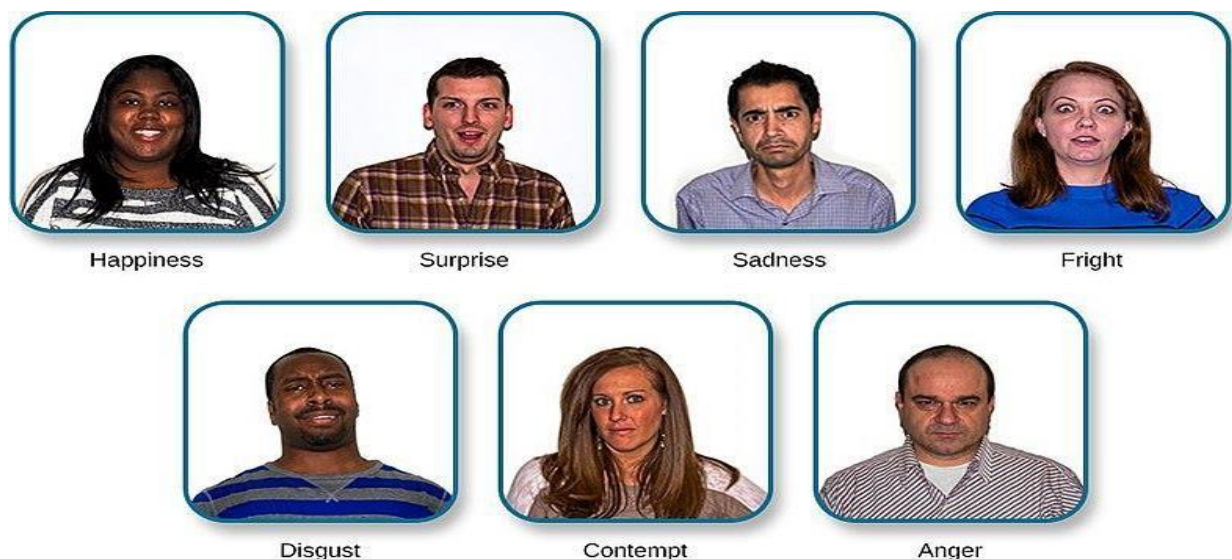 Happiness
Surprise
Sadness
Fright
Disgust
Contempt
Anger